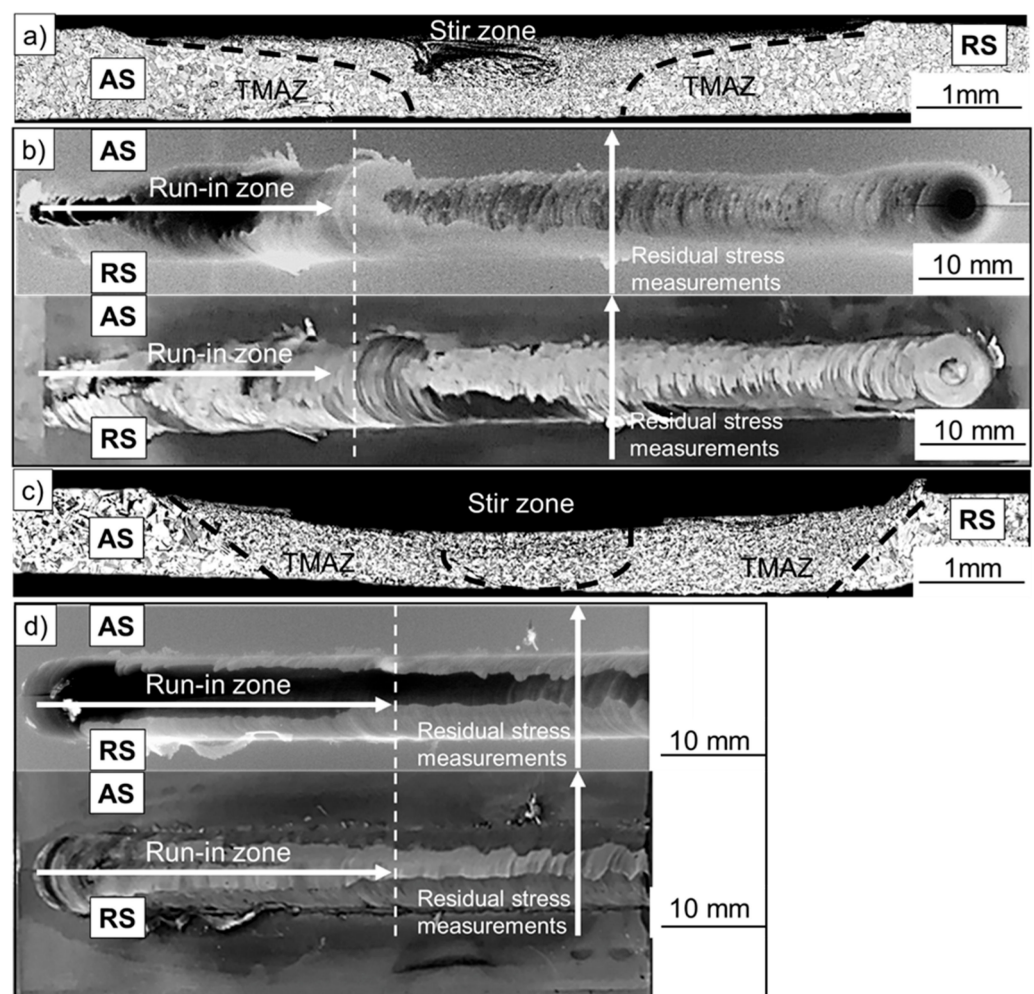 a)
Stir zone
AS
RS
TMAZ
TMAZ
1mm
b)
AS
Run-in zone
RS
Residual stress
measurements
10 mm
AS
Run-in zone
RS
Residual stress
measurements
10 mm
c)
Stir zone
AS
RS
TMAZ
TMAZ
1mm
d)
AS
Run-in zone
RS
Residual stress
measurements
10 mm
AS
Run-in zone
RS
Residual stress
measurements
10 mm